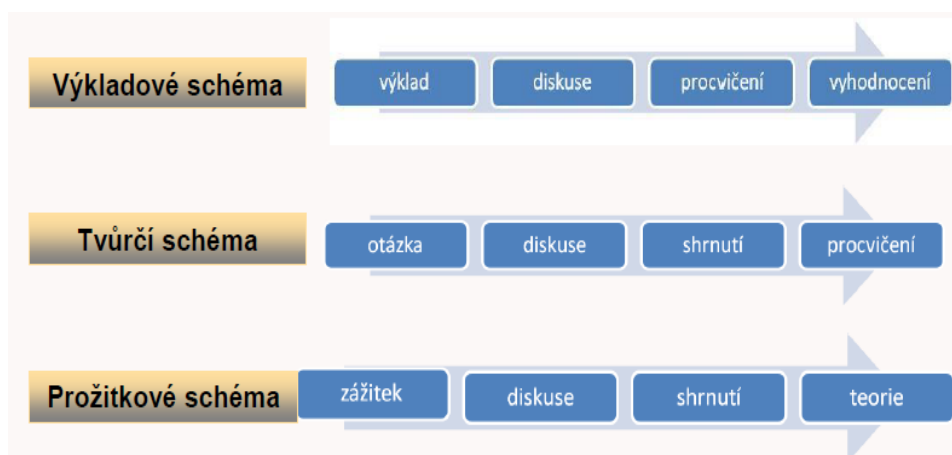 Výkladové schéma
výklad
diskuse
procvičení
vyhodnocení
Tvůrčí schéma
otázka
diskuse
shrnutí
procvičení
Prožitkové schéma
zážitek
diskuse
shrnutí
teorie